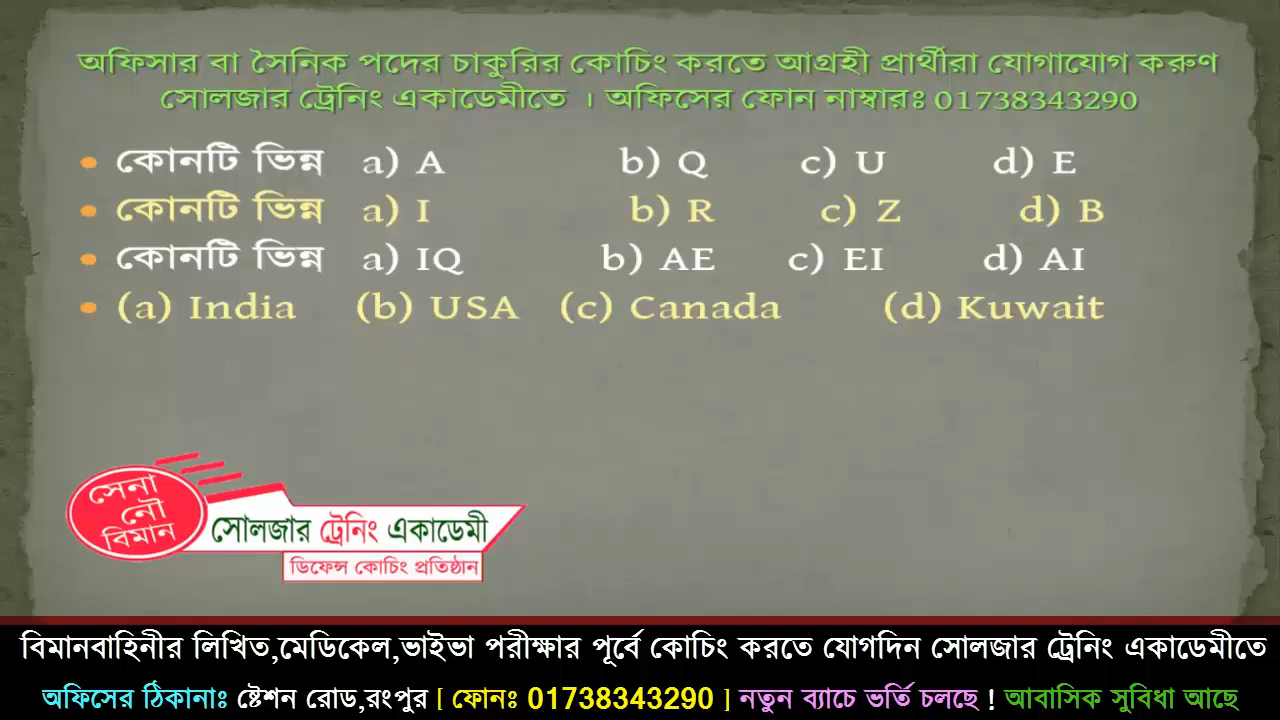 অফিসার বা সৈনিক পদের চাকুরির কোচিং করতে আগ্রহী প্রার্থীরা যোগাযোগ করুণ
সোলজার ট্রেনিং একাডেমীতে । অফিসের ফোন নাম্বারঃ 01738343290
• কোনটি ভিন্ন a) A b) Q c) U d) E
• কোনটি ভিন্ন a) I b) R c) Z d) B
• কোনটি ভিন্ন a) IQ b) AE c) EI d) AI
• (a) India (b) USA (c) Canada (d) Kuwait
সেনা
নৌ
বিমান
সোলজার ট্রেনিং একাডেমী
ডিফেন্স কোচিং প্রতিষ্ঠান
বিমানবাহিনীর লিখিত,মেডিকেল,ভাইভা পরীক্ষার পূর্বে কোচিং করতে যোগদিন সোলজার ট্রেনিং একাডেমীতে
অফিসের ঠিকানাঃ ষ্টেশন রোড,রংপুর [ ফোনঃ 01738343290 ] নতুন ব্যাচে ভর্তি চলছে ! আবাসিক সুবিধা আছে